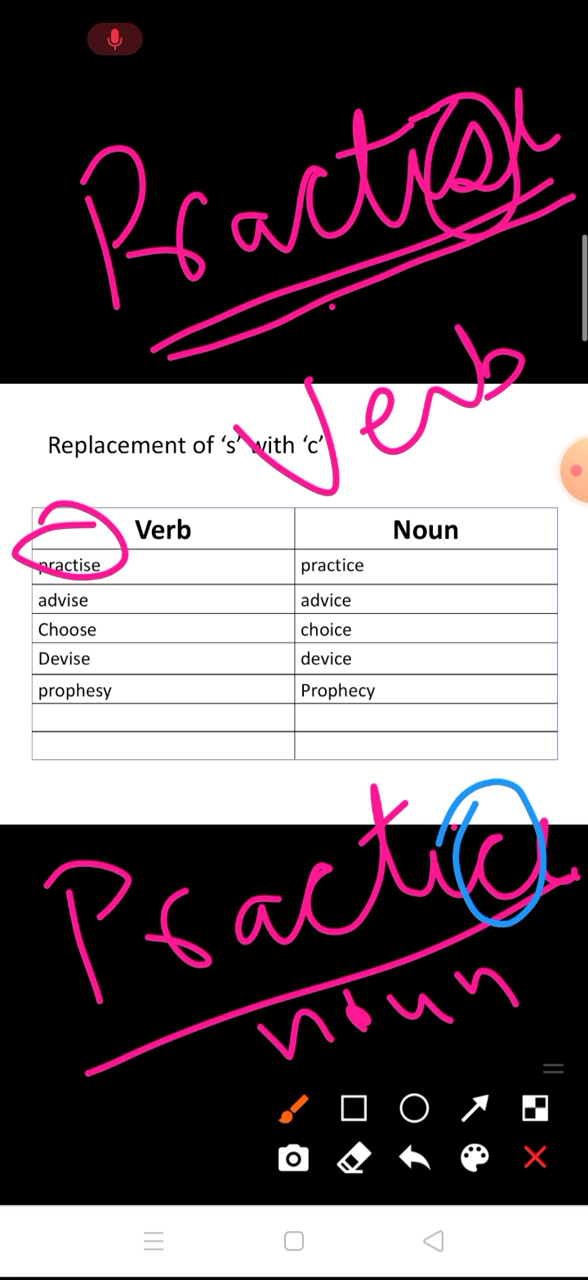 Practise
Verb
Replacement of ‘s’ with ‘c’
Verb Noun
practise practice
advise advice
Choose choice
Devise device
prophesy Prophecy
Practice
noun